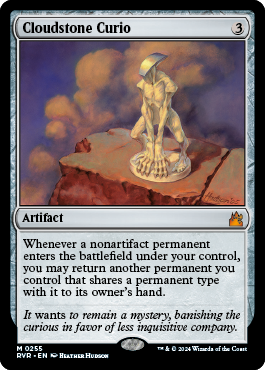 Cloudstone Curio 3
Artifact
Whenever a nonartifact permanent
enters the battlefield under your control,
you may return another permanent you
control that shares a permanent type
with it to its owner's hand.
It wants to remain a mystery, banishing the
curious in favor of less inquisitive company.
M 0255
RVR • EN Heather Hudson
™ & © 2024 Wizards of the Coast